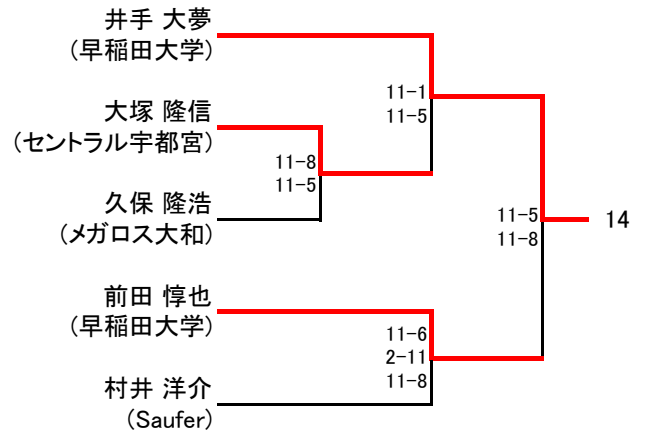 井手 大夢
(早稲田大学)
11-1
11-5
大塚 隆信
(セントラル宇都宮)
11-8
11-5
久保 隆浩
(メガロス大和)
11-5
11-8
14
前田 惇也
(早稲田大学)
11-6
2-11
11-8
村井 洋介
(Saufer)